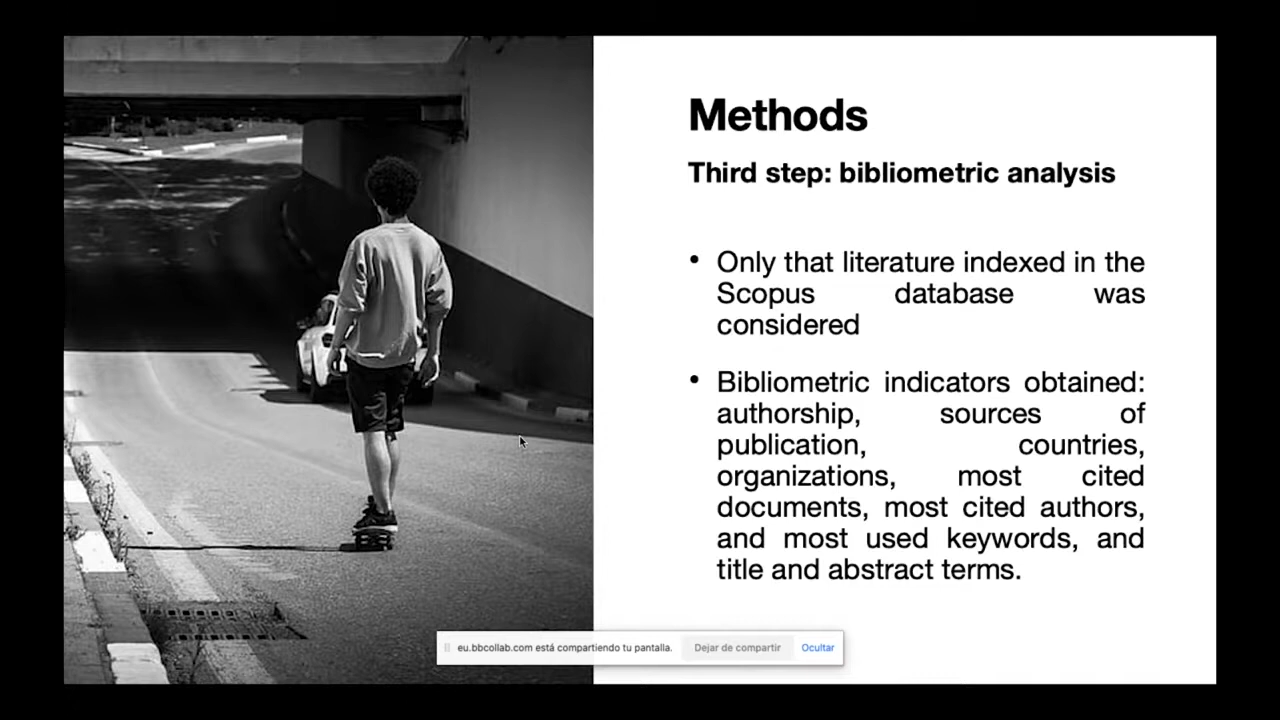 Methods
Third step: bibliometric analysis
• Only that literature indexed in the
Scopus database was
considered
• Bibliometric indicators obtained:
authorship, sources of
publication, countries,
organizations, most cited
documents, most cited authors,
and most used keywords, and
title and abstract terms.
eu.bbcollab.com está compartiendo tu pantalla. Dejar de compartir Ocultar